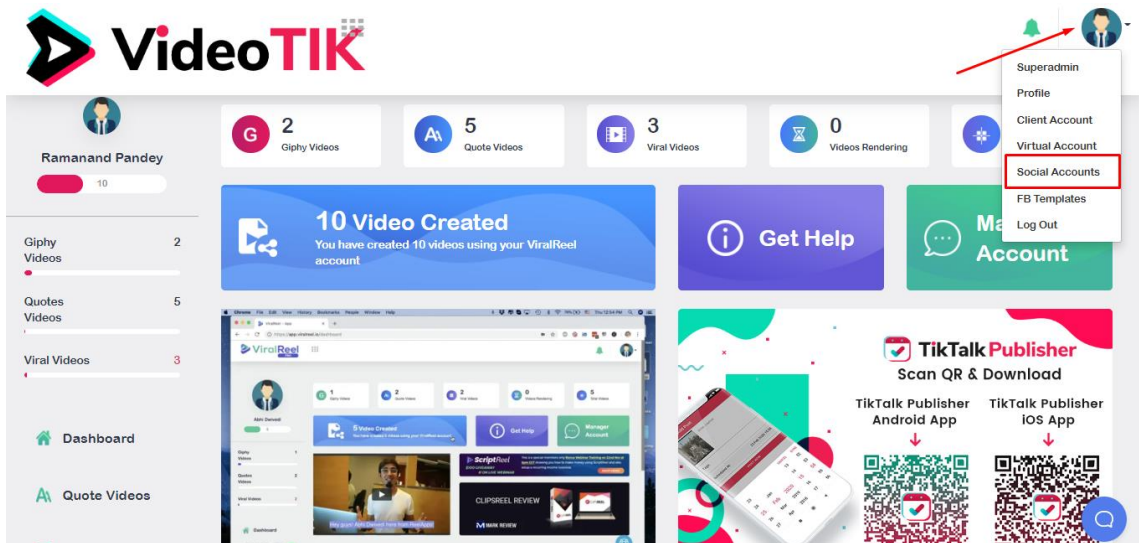 VideoTIK
Superadmin
Profile
Client Account
Virtual Account
Social Accounts
FB Templates
Log Out
Ramanand Pandey
10
Giphy
Videos
2
Quotes
Videos
5
Viral Videos
3
Dashboard
Quote Videos
G
2
Giphy Videos
5
Quote Videos
3
Viral Videos
0
Videos Rendering
10 Video Created
You have created 10 videos using your ViralReel
account
Get Help
Account
ViralReel
5 Video Created
Get Help
Manager
Account
Dashboard
ScriptReel
CLIPSREEL REVIEW
MARK REVIEW
TikTalk Publisher
Scan QR & Download
TikTalk Publisher
Android App
TikTalk Publisher
iOS App